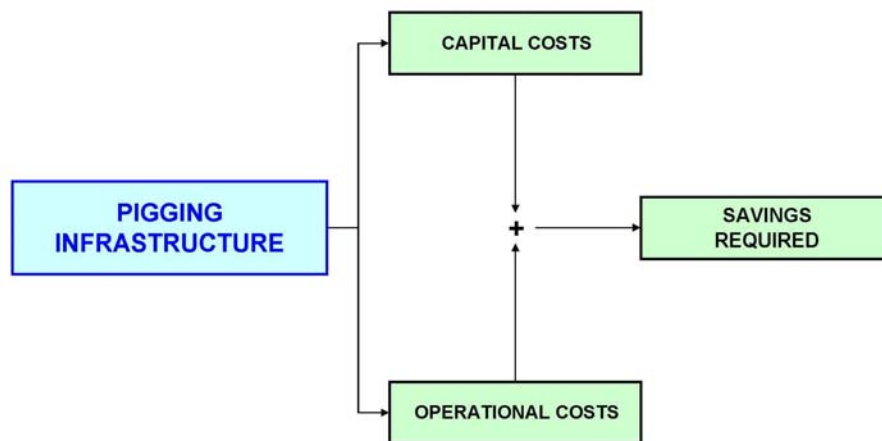 CAPITAL COSTS
PIGGING
INFRASTRUCTURE
+
SAVINGS
REQUIRED
OPERATIONAL COSTS